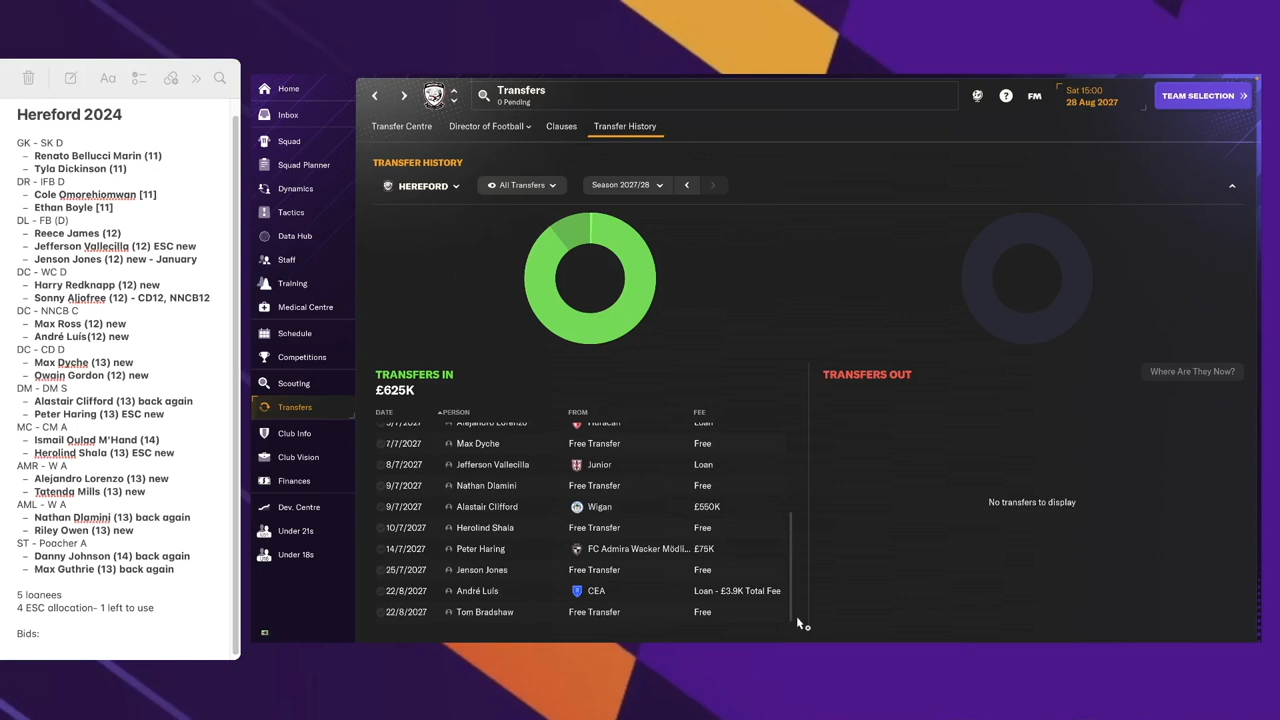 Hereford 2024
GK - SK D
– Renato Bellucci Marin (11)
– Tyla Dickinson (11)
DR - IFB D
– Cole Omorehiomwan [11]
– Ethan Boyle [11]
DL - FB (D)
– Reece James (12)
– Jefferson Vallecilla (12) ESC new
– Jenson Jones (12) new - January
DC - WC D
– Harry Redknapp (12) new
– Sonny Aljofree (12) - CD12, NNCB12
DC - NNCB C
– Max Ross (12) new
– André Luís(12) new
DC - CD D
– Max Dyche (13) new
– Owain Gordon (12) new
DM - DM S
– Alastair Clifford (13) back again
– Peter Haring (13) ESC new
MC - CM A
– Ismail Oulad M'Hand (14)
– Herolind Shala (13) ESC new
AMR - W A
– Alejandro Lorenzo (13) new
– Tatenda Mills (13) new
AML - W A
– Nathan Dlamini (13) back again
– Riley Owen (13) new
ST - Poacher A
– Danny Johnson (14) back again
– Max Guthrie (13) back again
5 loanees
4 ESC allocation- 1 left to use
Bids:
Home
Inbox
Squad
Squad Planner
Dynamics
Tactics
Data Hub
Staff
Training
Medical Centre
Schedule
Competitions
Scouting
Transfers
Club Info
Club Vision
Finances
Dev. Centre
Under 21s
Under 18s
Transfers
0 Pending
? FM
Sat 15:00
28 Aug 2027
TEAM SELECTION
Transfer Centre Director of Football Clauses Transfer History
TRANSFER HISTORY
HEREFORD All Transfers Season 2027/28
TRANSFERS IN
£625K
DATE PERSON FROM FEE
5/7/2027 Alejandro Lorenzo Huracán Loan
7/7/2027 Max Dyche Free Transfer Free
8/7/2027 Jefferson Vallecilla Junior Loan
9/7/2027 Nathan Dlamini Free Transfer Free
9/7/2027 Alastair Clifford Wigan £550K
10/7/2027 Herolind Shala Free Transfer Free
14/7/2027 Peter Haring FC Admira Wacker Mödli... £75K
25/7/2027 Jenson Jones Free Transfer Free
22/8/2027 André Luís CEA Loan - £3.9K Total Fee
22/8/2027 Tom Bradshaw Free Transfer Free
TRANSFERS OUT
Where Are They Now?
No transfers to display